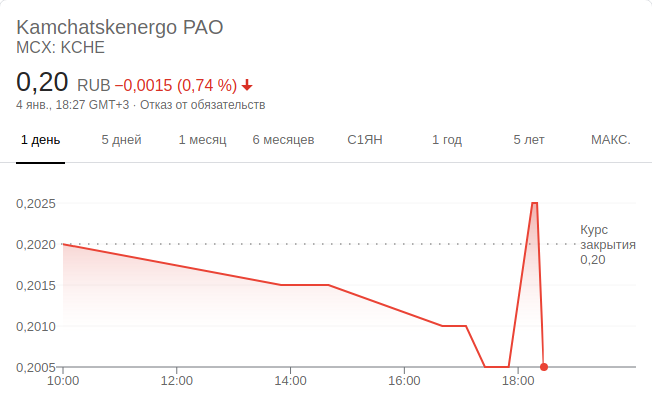 Kamchatskenergo PAO
MCX: KCHE
0,20 RUB −0,0015 (0,74 %)
4 янв., 18:27 GMT+3 · Отказ от обязательств
1 день 5 дней 1 месяц 6 месяцев С1ЯН 1 год 5 лет МАКС.
0,2025
0,2020
0,2015
0,2010
0,2005
Курс
закрытия
0,20
10:00 12:00 14:00 16:00 18:00